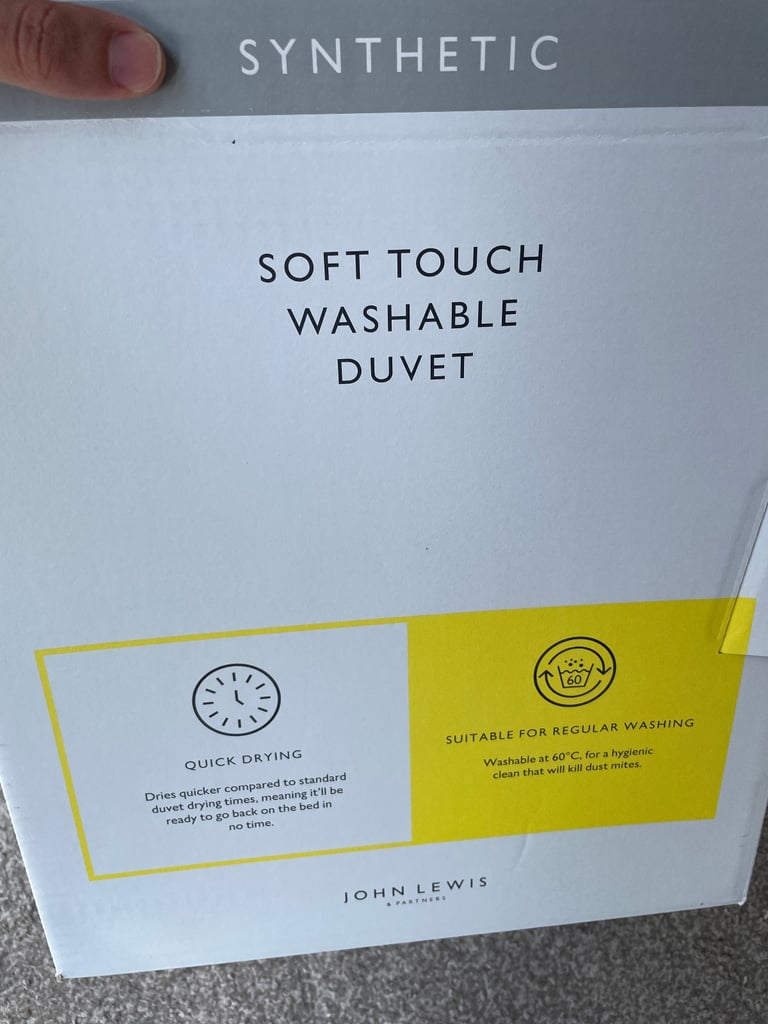 SYNTHETIC
SOFT TOUCH
WASHABLE
DUVET
QUICK DRYING
Dries quicker compared to standard
duvet drying times, meaning it'll be
ready to go back on the bed in
no time.
60
SUITABLE FOR REGULAR WASHING
Washable at 60°C, for a hygienic
clean that will kill dust mites.
JOHN LEWIS
& PARTNERS